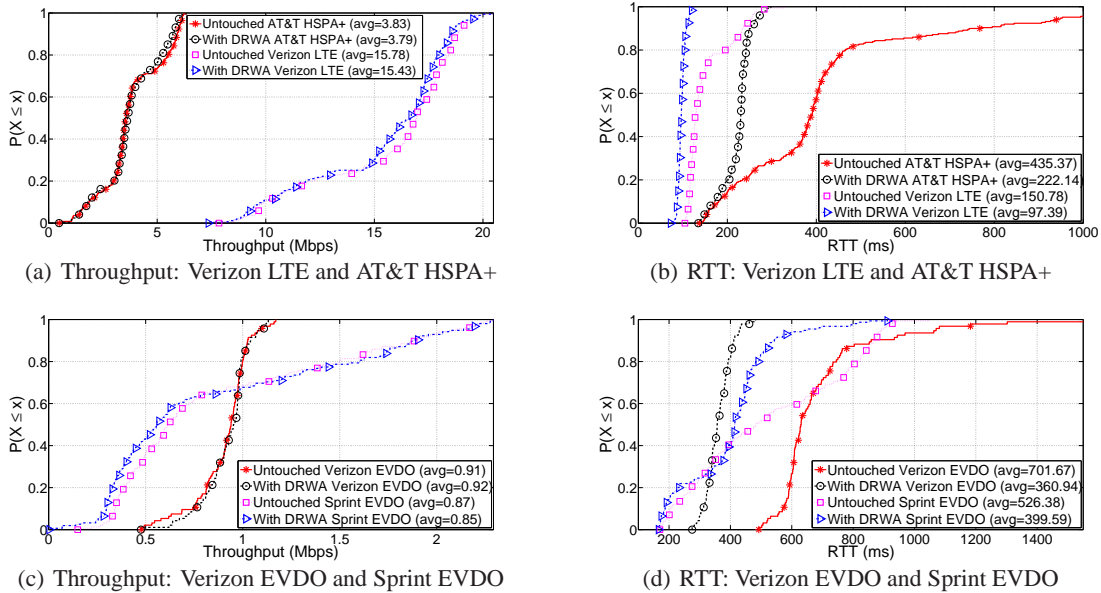 P(X ≤ x)
1
0.8
0.6
0.4
0.2
0
Untouched AT&T HSPA+ (avg=3.83)
With DRWA AT&T HSPA+ (avg=3.79)
Untouched Verizon LTE (avg=15.78)
With DRWA Verizon LTE (avg=15.43)
0 5 10 15 20
Throughput (Mbps)
(a) Throughput: Verizon LTE and AT&T HSPA+
P(X ≤ x)
1
0.8
0.6
0.4
0.2
0
Untouched AT&T HSPA+ (avg=435.37)
With DRWA AT&T HSPA+ (avg=222.14)
Untouched Verizon LTE (avg=150.78)
With DRWA Verizon LTE (avg=97.39)
0 200 400 600 800 1000
RTT (ms)
(b) RTT: Verizon LTE and AT&T HSPA+
P(X ≤ x)
1
0.8
0.6
0.4
0.2
0
Untouched Verizon EVDO (avg=0.91)
With DRWA Verizon EVDO (avg=0.92)
Untouched Sprint EVDO (avg=0.87)
With DRWA Sprint EVDO (avg=0.85)
0 0.5 1 1.5 2
Throughput (Mbps)
(c) Throughput: Verizon EVDO and Sprint EVDO
P(X ≤ x)
1
0.8
0.6
0.4
0.2
0
Untouched Verizon EVDO (avg=701.67)
With DRWA Verizon EVDO (avg=360.94)
Untouched Sprint EVDO (avg=526.38)
With DRWA Sprint EVDO (avg=399.59)
200 400 600 800 1000 1200 1400
RTT (ms)
(d) RTT: Verizon EVDO and Sprint EVDO